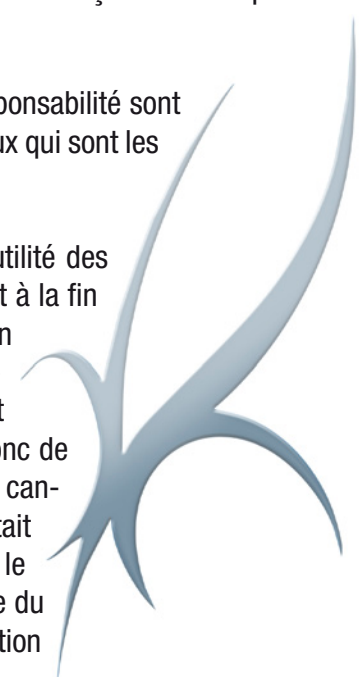 ponsabilité sont
ux qui sont les
utilité des
t à la fin
n
t
onc de
can-
tait
le
e du
tion